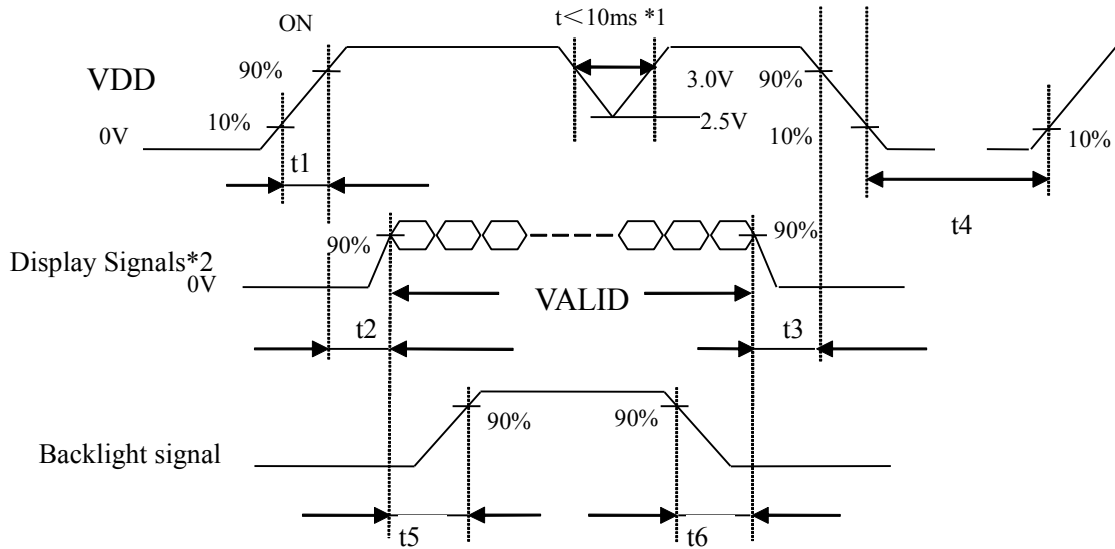 ON
t＜10ms *1
VDD
90%
3.0V
90%
0V
10%
2.5V
10%
10%
t1
t4
Display Signals*2
90%
90%
0V
VALID
t2
t3
90%
90%
Backlight signal
t5
t6